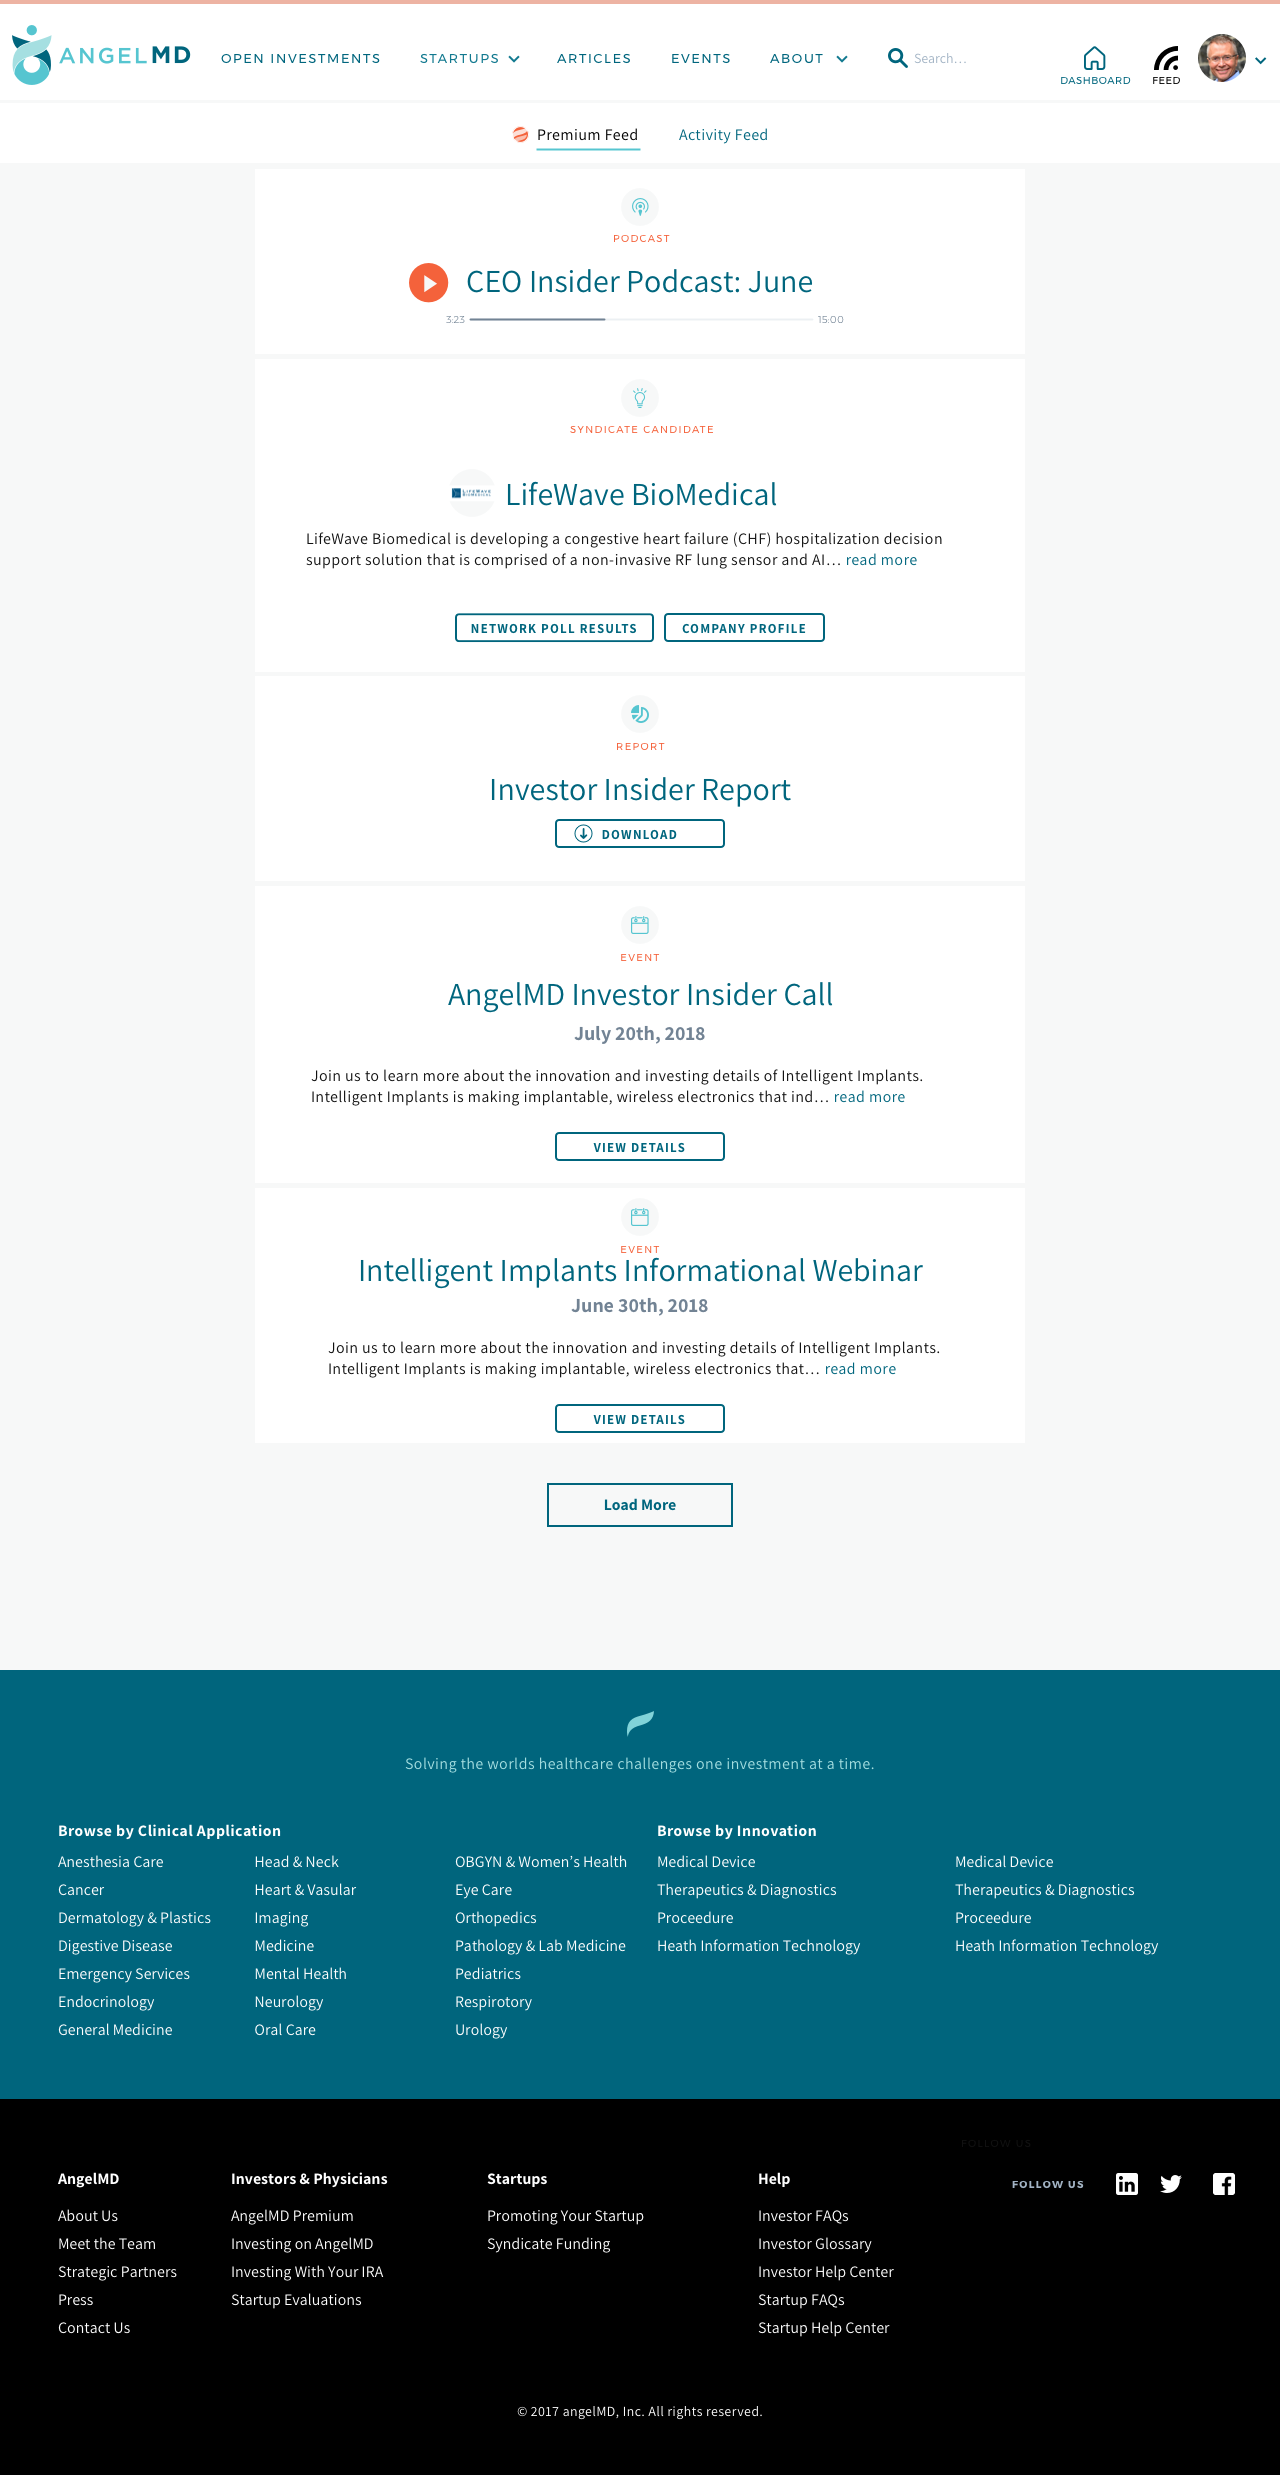 ANGELMD
OPEN INVESTMENTS
STARTUPS
ARTICLES
EVENTS
ABOUT
Search...
DASHBOARD
FEED
Premium Feed
Activity Feed
PODCAST
CEO Insider Podcast: June
3:23
15:00
SYNDICATE CANDIDATE
LIFEWAVE
BIOMEDICAL
LifeWave BioMedical
LifeWave Biomedical is developing a congestive heart failure (CHF) hospitalization decision
support solution that is comprised of a non-invasive RF lung sensor and AI... read more
NETWORK POLL RESULTS
COMPANY PROFILE
REPORT
Investor Insider Report
DOWNLOAD
EVENT
AngelMD Investor Insider Call
July 20th, 2018
Join us to learn more about the innovation and investing details of Intelligent Implants.
Intelligent Implants is making implantable, wireless electronics that ind... read more
VIEW DETAILS
EVENT
Intelligent Implants Informational Webinar
June 30th, 2018
Join us to learn more about the innovation and investing details of Intelligent Implants.
Intelligent Implants is making implantable, wireless electronics that... read more
VIEW DETAILS
Load More
Solving the worlds healthcare challenges one investment at a time.
Browse by Clinical Application
Anesthesia Care
Cancer
Dermatology & Plastics
Digestive Disease
Emergency Services
Endocrinology
General Medicine
Head & Neck
Heart & Vasular
Imaging
Medicine
Mental Health
Neurology
Oral Care
OBGYN & Women's Health
Eye Care
Orthopedics
Pathology & Lab Medicine
Pediatrics
Respirotory
Urology
Browse by Innovation
Medical Device
Therapeutics & Diagnostics
Proceedure
Heath Information Technology
Medical Device
Therapeutics & Diagnostics
Proceedure
Heath Information Technology
FOLLOW US
AngelMD
About Us
Meet the Team
Strategic Partners
Press
Contact Us
Investors & Physicians
AngelMD Premium
Investing on AngelMD
Investing With Your IRA
Startup Evaluations
Startups
Promoting Your Startup
Syndicate Funding
Help
Investor FAQs
Investor Glossary
Investor Help Center
Startup FAQs
Startup Help Center
FOLLOW US
© 2017 angelMD, Inc. All rights reserved.